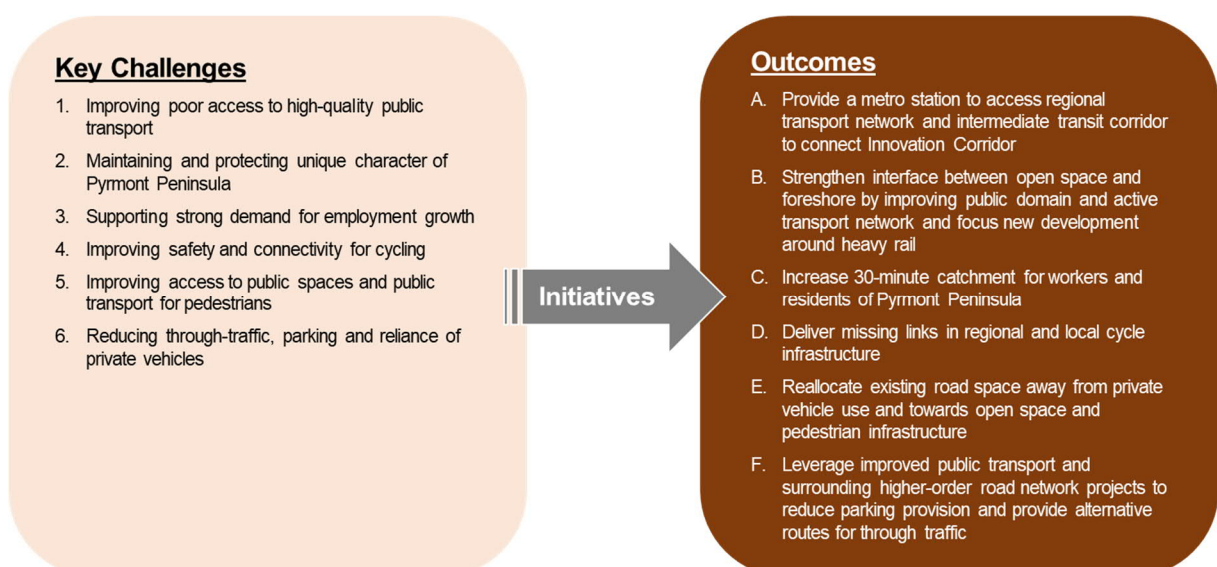 Key Challenges
1. Improving poor access to high-quality public
transport
2. Maintaining and protecting unique character of
Pyrmont Peninsula
3. Supporting strong demand for employment growth
4. Improving safety and connectivity for cycling
5. Improving access to public spaces and public
transport for pedestrians
6. Reducing through-traffic, parking and reliance of
private vehicles
Initiatives
Outcomes
A. Provide a metro station to access regional
transport network and intermediate transit corridor
to connect Innovation Corridor
B. Strengthen interface between open space and
foreshore by improving public domain and active
transport network and focus new development
around heavy rail
C. Increase 30-minute catchment for workers and
residents of Pyrmont Peninsula
D. Deliver missing links in regional and local cycle
infrastructure
E. Reallocate existing road space away from private
vehicle use and towards open space and
pedestrian infrastructure
F. Leverage improved public transport and
surrounding higher-order road network projects to
reduce parking provision and provide alternative
routes for through traffic